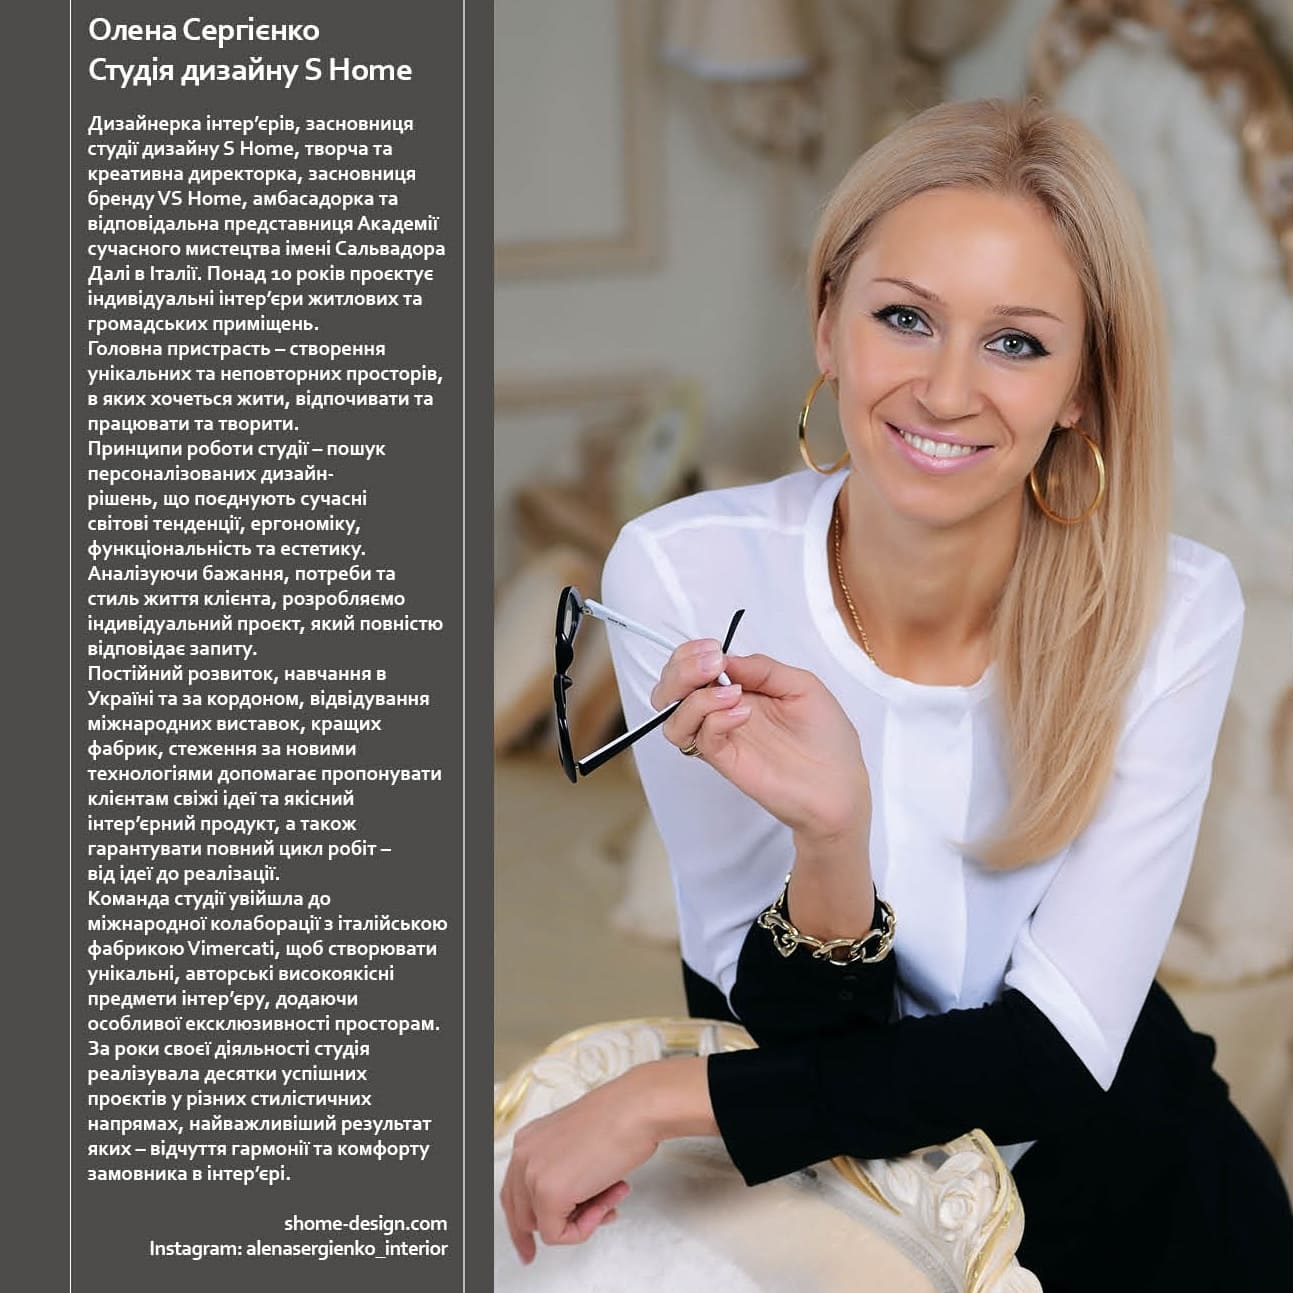 Олена Сергієнко
Студія дизайну S Home
Дизайнерка інтер’єрів, засновниця
студії дизайну S Home, творча та
креативна директорка, засновниця
бренду VS Home, амбасадорка та
відповідальна представниця Академії
сучасного мистецтва імені Сальвадора
Далі в Італії. Понад 10 років проєктує
індивідуальні інтер’єри житлових та
громадських приміщень.
Головна пристрасть – створення
унікальних та неповторних просторів,
в яких хочеться жити, відпочивати та
працювати та творити.
Принципи роботи студії – пошук
персоналізованих дизайн-
рішень, що поєднують сучасні
світові тенденції, ергономіку,
функціональність та естетику.
Аналізуючи бажання, потреби та
стиль життя клієнта, розробляємо
індивідуальний проєкт, який повністю
відповідає запиту.
Постійний розвиток, навчання в
Україні та за кордоном, відвідування
міжнародних виставок, кращих
фабрик, стеження за новими
технологіями допомагає пропонувати
клієнтам свіжі ідеї та якісний
інтер’єрний продукт, а також
гарантувати повний цикл робіт –
від ідеї до реалізації.
Команда студії увійшла до
міжнародної колаборації з італійською
фабрикою Vimercati, щоб створювати
унікальні, авторські високоякісні
предмети інтер’єру, додаючи
особливої ексклюзивності просторам.
За роки своєї діяльності студія
реалізувала десятки успішних
проєктів у різних стилістичних
напрямах, найважливіший результат
яких – відчуття гармонії та комфорту
замовника в інтер’єрі.
shome-design.com
Instagram: alenasergienko_interior